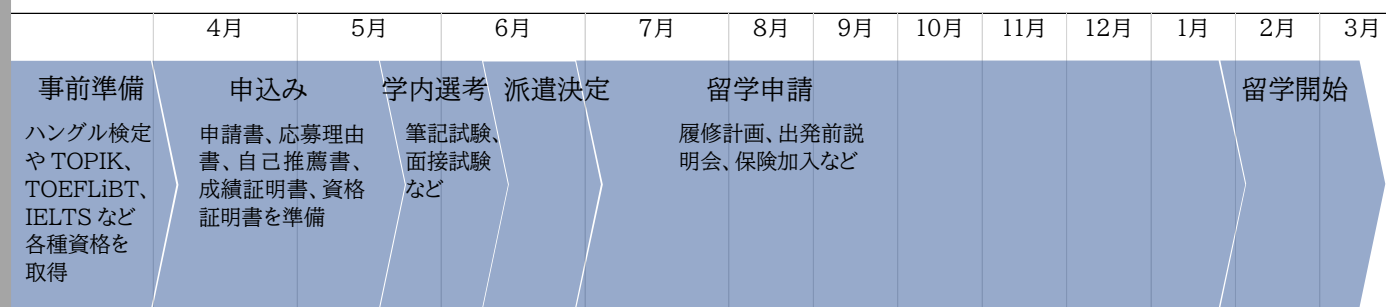 4月 5月 6月 7月 8月 9月 10月 11月 12月 1月 2月 3月
事前準備
ハングル検定
や TOPIK、
TOEFLiBT、
IELTS など
各種資格を
取得
申込み
申請書、応募理由
書、自己推薦書、
成績証明書、資格
証明書を準備
学内選考
筆記試験、
面接試験
など
派遣決定
留学申請
履修計画、出発前説
明会、保険加入など
留学開始